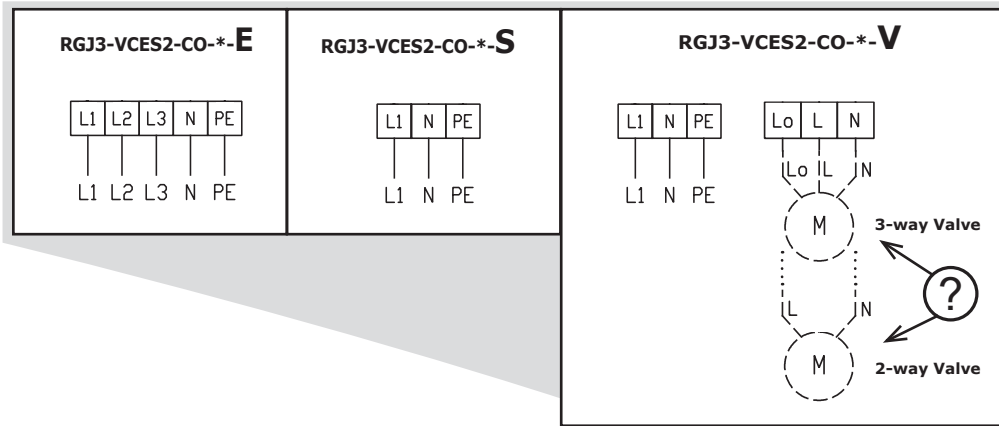 RGJ3-VCES2-CO-*-E
L1 L2 L3 N PE
L1 L2 L3 N PE
RGJ3-VCES2-CO-*-S
L1 N PE
L1 N PE
RGJ3-VCES2-CO-*-V
L1 N PE
L1 N PE
Lo L N
Lo L N
M
3-way Valve
?
L N
M
2-way Valve